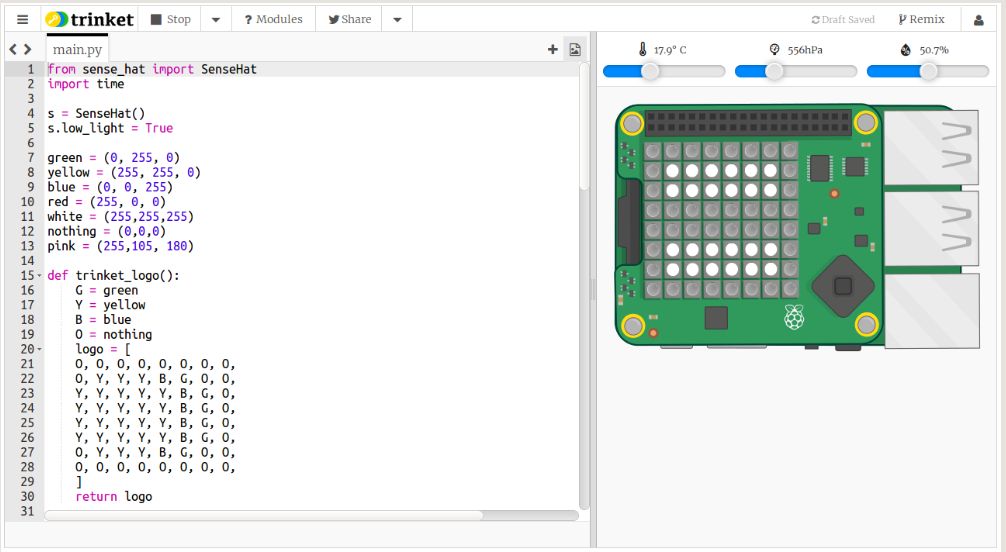 trinket Stop ? Modules Share Draft Saved Remix
main.py + 17.9° C 556hPa 50.7%
1 from sense_hat import SenseHat
2 import time
3
4 s = SenseHat()
5 s.low_light = True
6
7 green = (0, 255, 0)
8 yellow = (255, 255, 0)
9 blue = (0, 0, 255)
10 red = (255, 0, 0)
11 white = (255,255,255)
12 nothing = (0,0,0)
13 pink = (255,105, 180)
14
15 def trinket_logo():
16 G = green
17 Y = yellow
18 B = blue
19 O = nothing
20 logo = [
21 O, O, O, O, O, O, O, O,
22 O, Y, Y, Y, B, G, O, O,
23 Y, Y, Y, Y, Y, B, G, O,
24 Y, Y, Y, Y, Y, B, G, O,
25 Y, Y, Y, Y, Y, B, G, O,
26 Y, Y, Y, Y, Y, B, G, O,
27 O, Y, Y, Y, B, G, O, O,
28 O, O, O, O, O, O, O, O,
29 ]
30 return logo
31